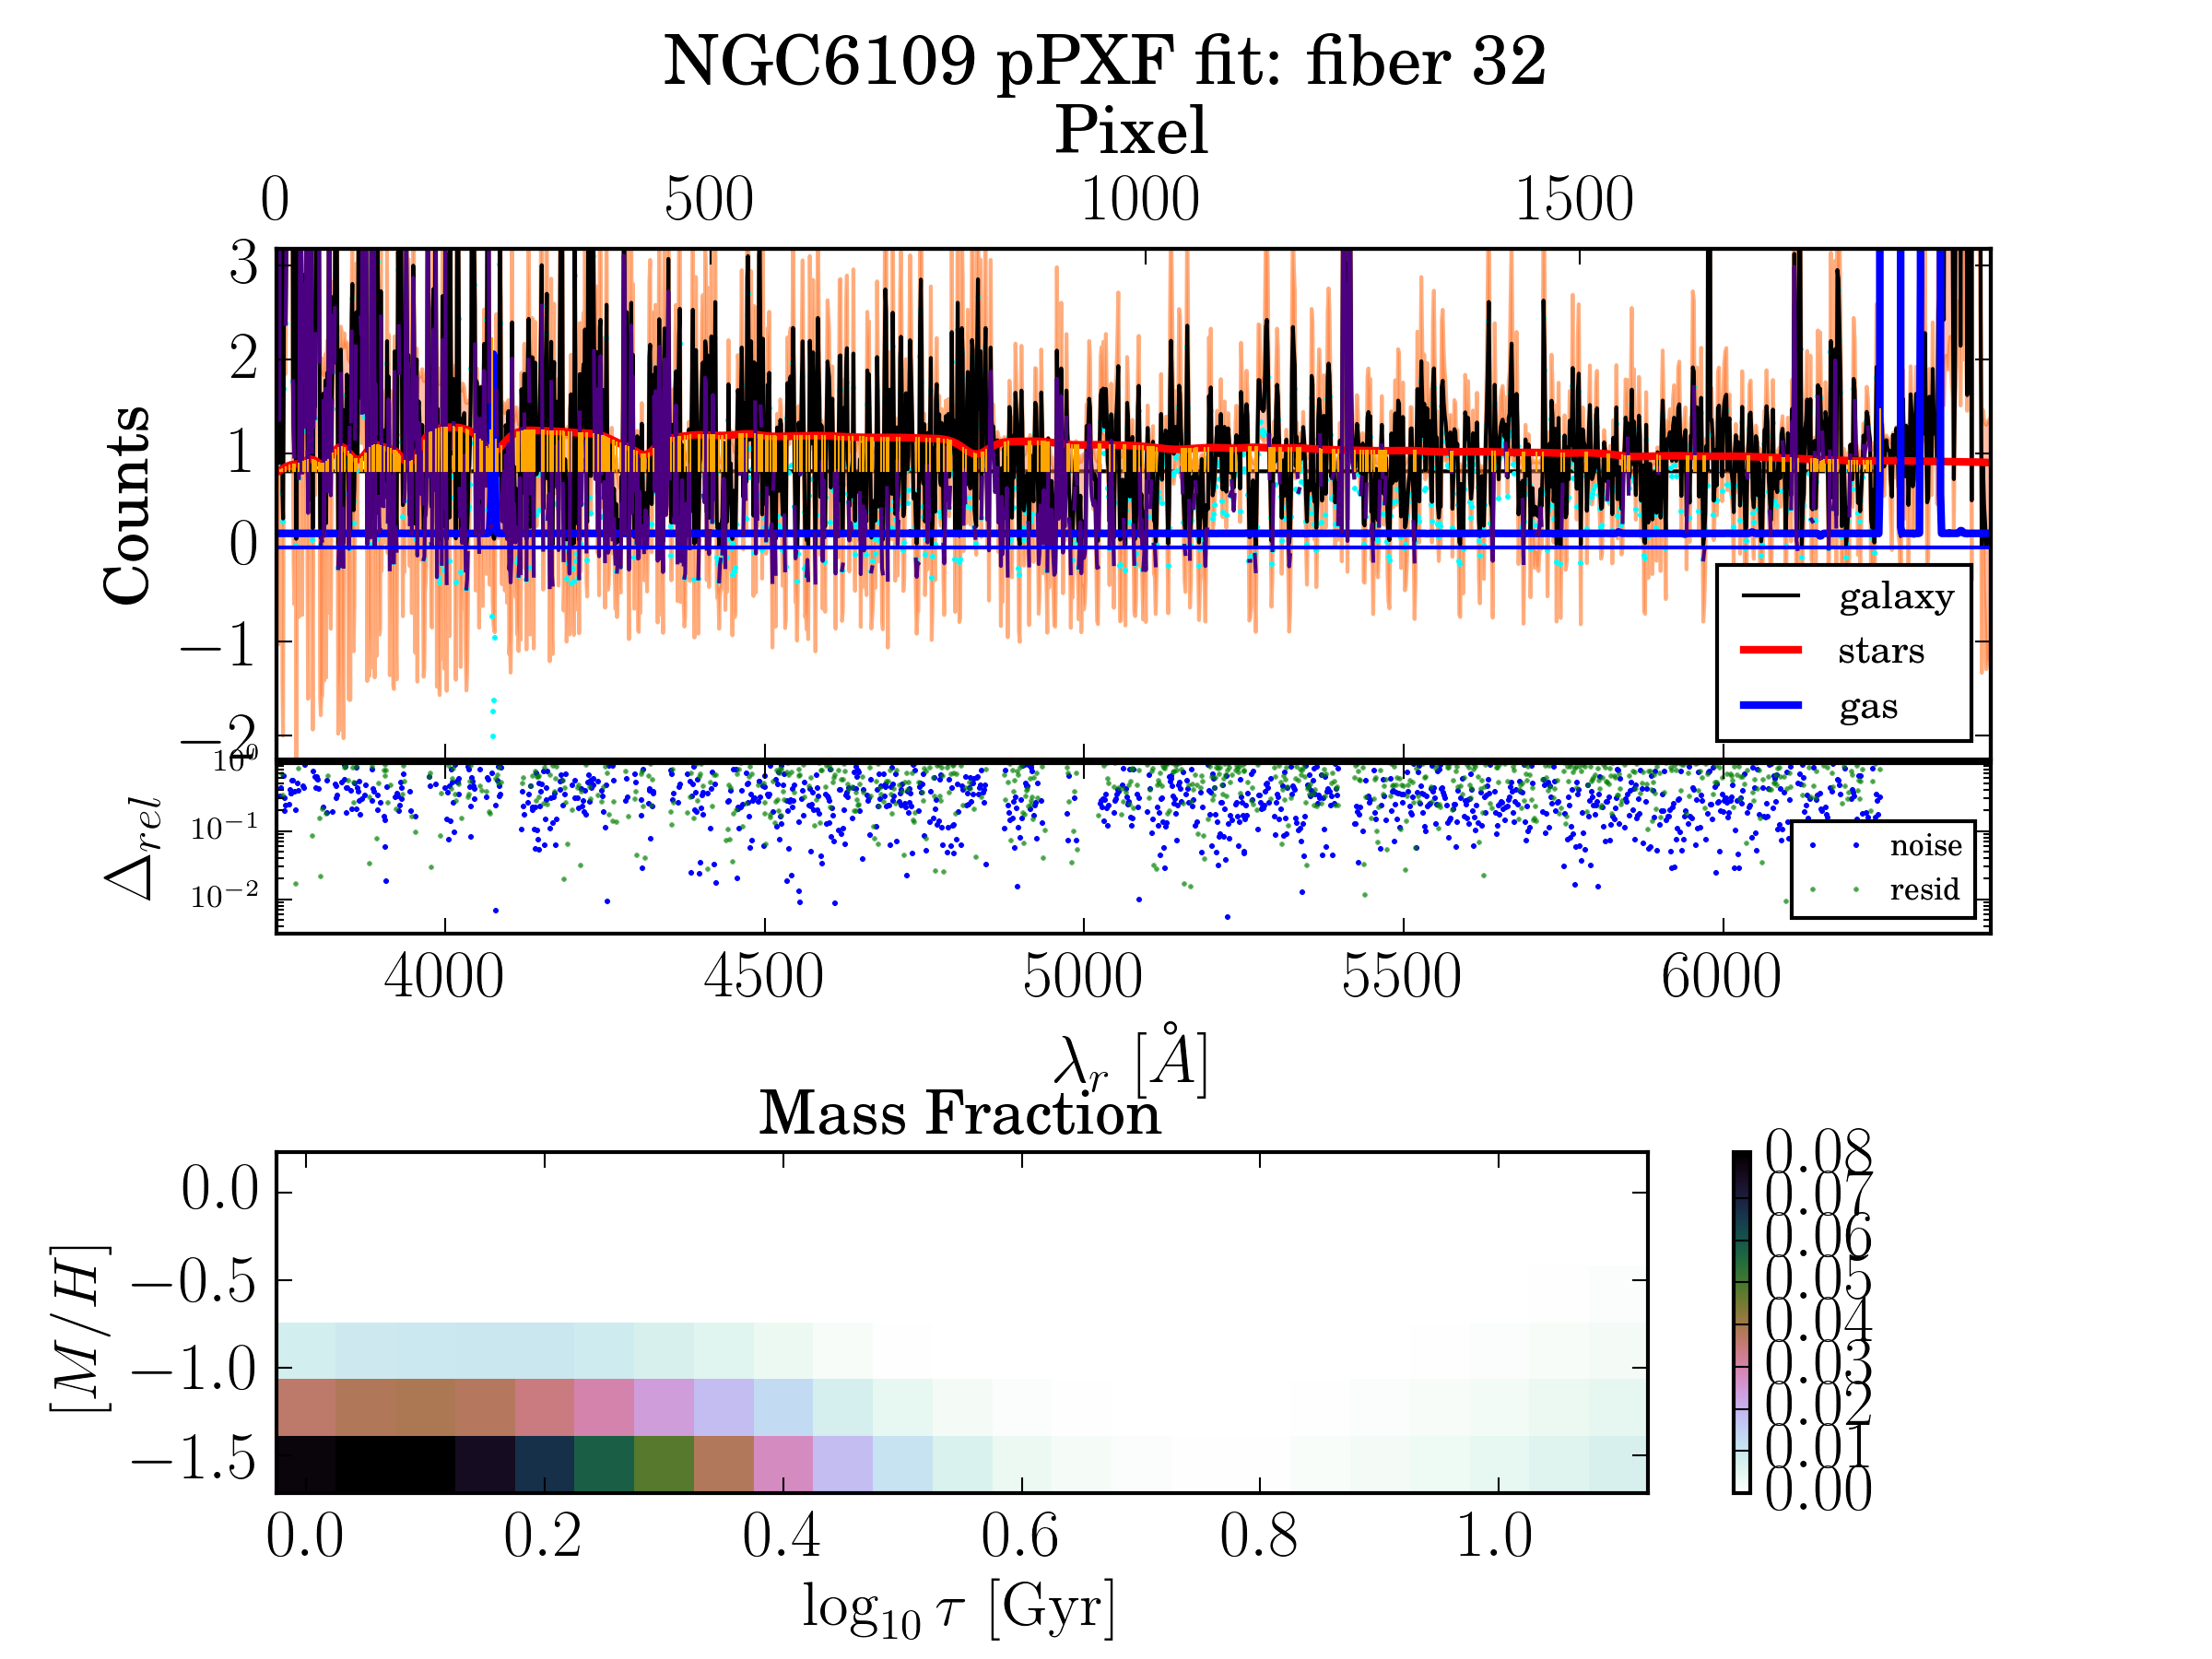 NGC6109 pPXF fit: fiber 32
Pixel
0 500 1000 1500
3
2
1
0
−1
−2
Counts
galaxy
stars
gas
10⁰
10⁻¹
10⁻²
Δrel
noise
resid
4000 4500 5000 5500 6000
λr [Å]
Mass Fraction
0.0
−0.5
−1.0
−1.5
[M/H]
0.08
0.07
0.06
0.05
0.04
0.03
0.02
0.01
0.00
0.0 0.2 0.4 0.6 0.8 1.0
log₁₀ τ [Gyr]